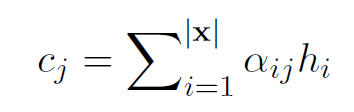 c_j = \sum_{i=1}^{|\mathbf{x}|} \alpha_{ij} h_i